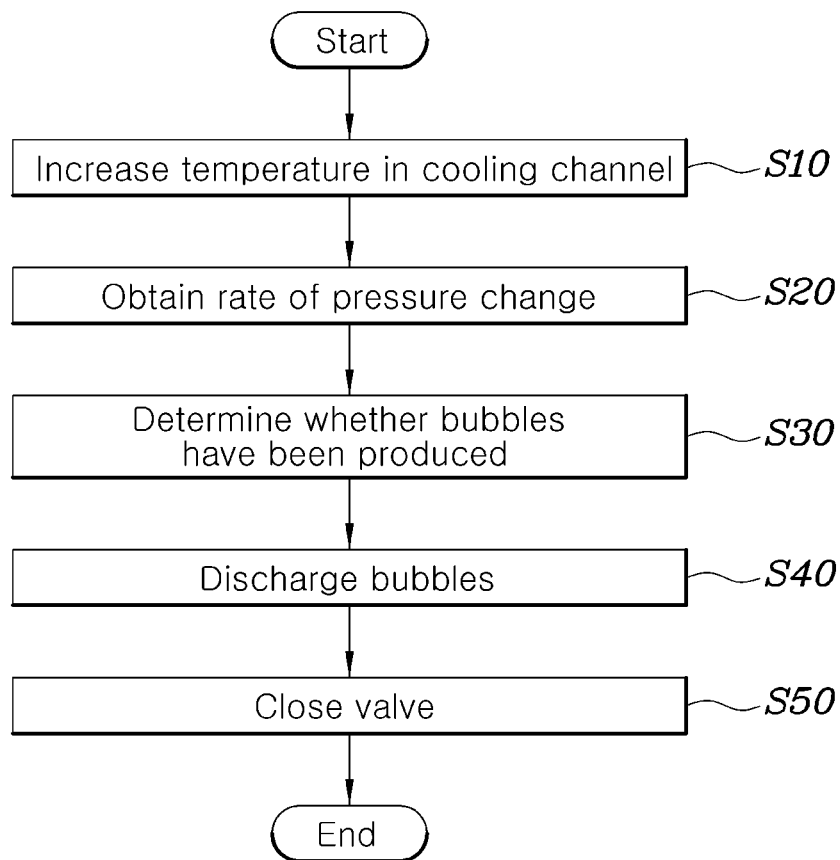 Start
Increase temperature in cooling channel
S10
Obtain rate of pressure change
S20
Determine whether bubbles
have been produced
S30
Discharge bubbles
S40
Close valve
S50
End